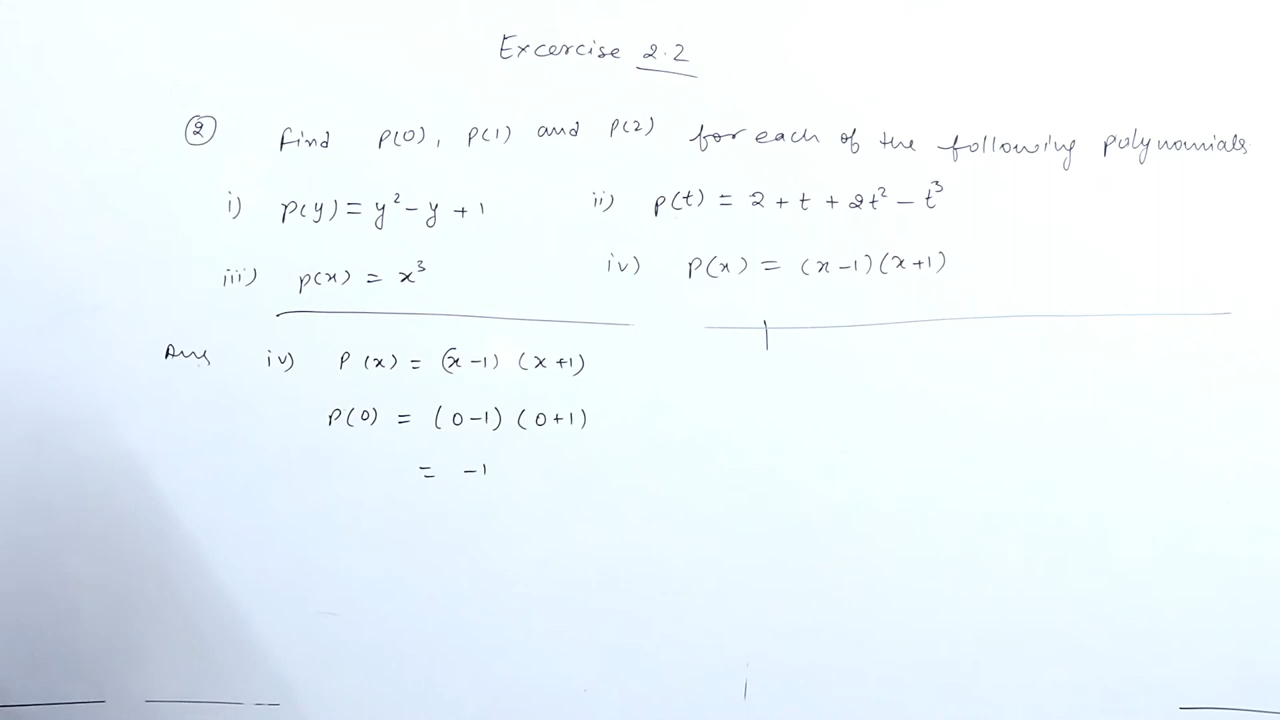 Excercise 2.2
② Find p(0), p(1) and p(2) for each of the following polynomials
i) p(y) = y² - y + 1 ii) p(t) = 2 + t + 2t² - t³
iii) p(x) = x³ iv) p(x) = (x-1)(x+1)
Ans iv) P(x) = (x-1) (x+1)
P(0) = (0-1) (0+1)
= -1